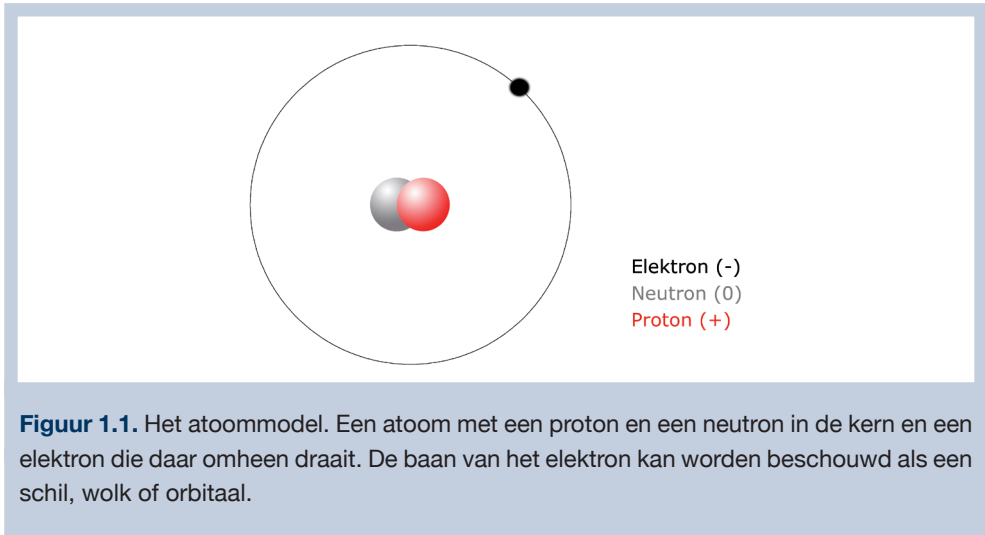 Elektron (-)
Neutron (0)
Proton (+)
Figuur 1.1. Het atoommodel. Een atoom met een proton en een neutron in de kern en een
elektron die daar omheen draait. De baan van het elektron kan worden beschouwd als een
schil, wolk of orbitaal.